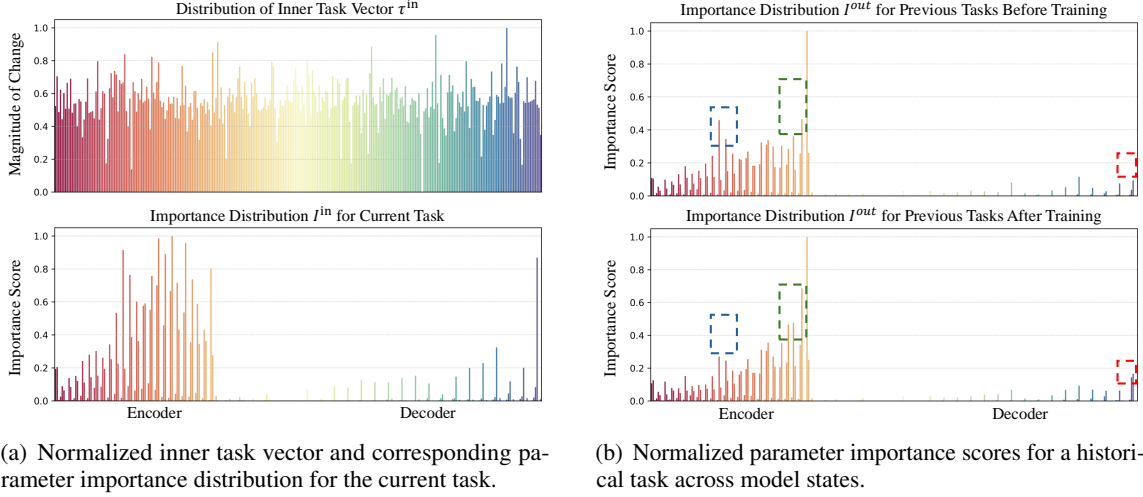 Distribution of Inner Task Vector τ^in
Magnitude of Change
1.0
0.8
0.6
0.4
0.2
0.0
Importance Distribution I^in for Current Task
Importance Score
1.0
0.8
0.6
0.4
0.2
0.0
Encoder Decoder
(a) Normalized inner task vector and corresponding pa-
rameter importance distribution for the current task.
Importance Distribution I^out for Previous Tasks Before Training
Importance Score
1.0
0.8
0.6
0.4
0.2
0.0
Importance Distribution I^out for Previous Tasks After Training
Importance Score
1.0
0.8
0.6
0.4
0.2
0.0
Encoder Decoder
(b) Normalized parameter importance scores for a histori-
cal task across model states.